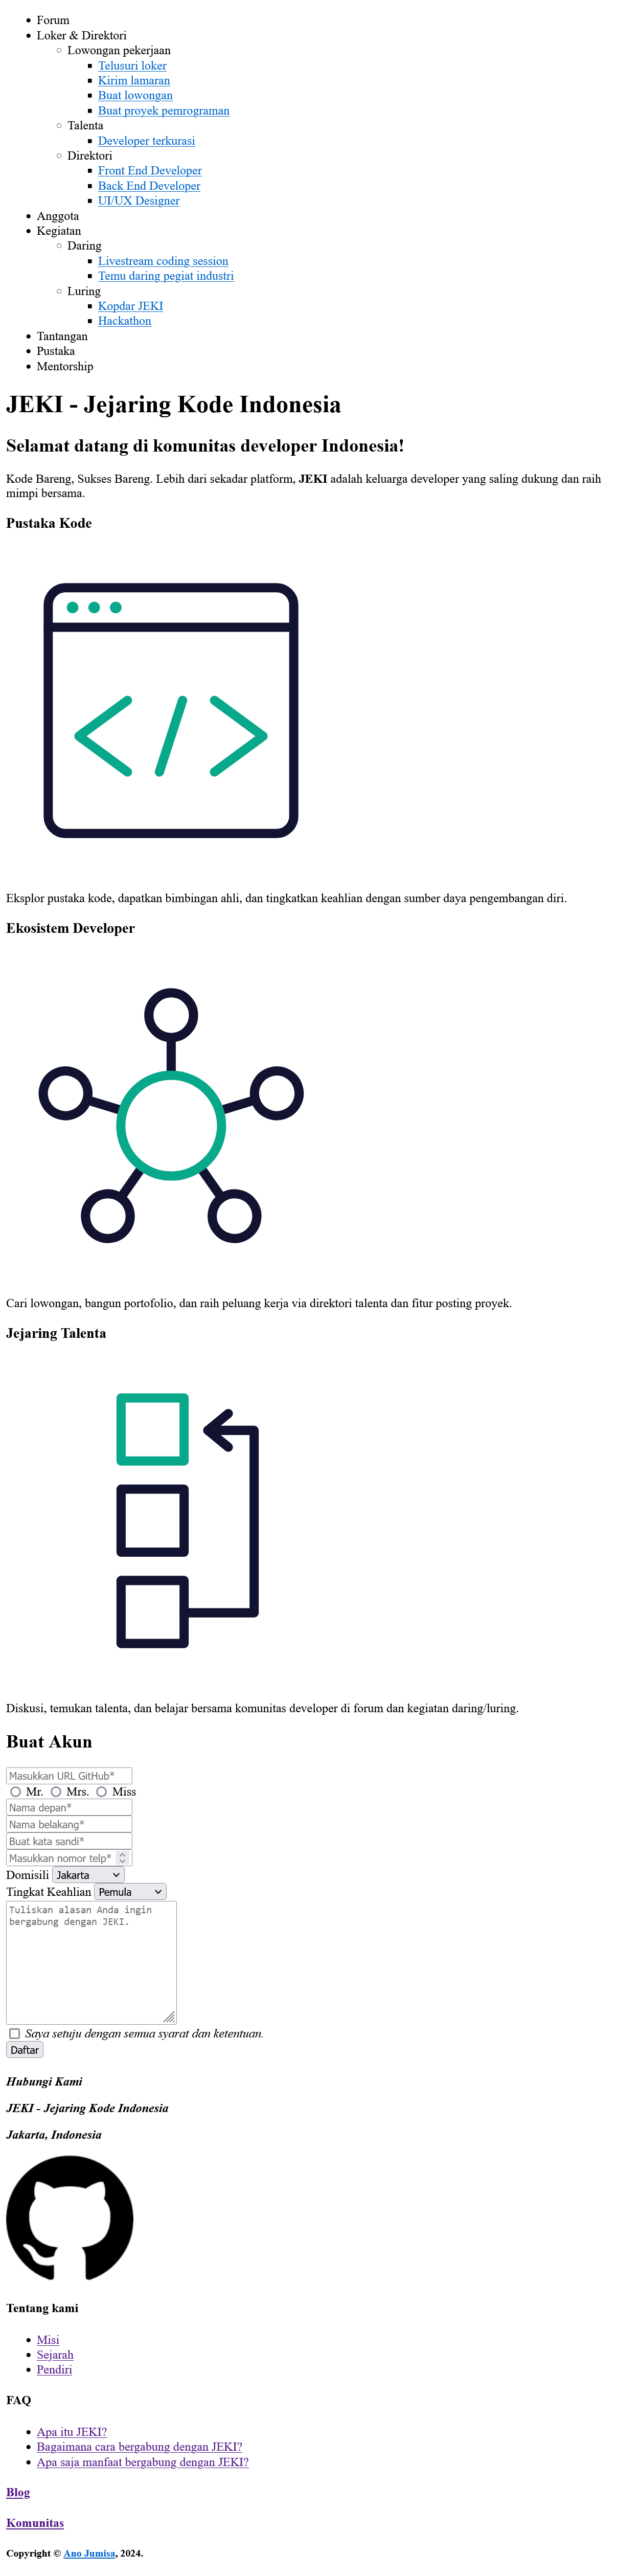 Forum
Loker & Direktori
Lowongan pekerjaan
Telusuri loker
Kirim lamaran
Buat lowongan
Buat proyek pemrograman
Talenta
Developer terkurasi
Direktori
Front End Developer
Back End Developer
UI/UX Designer
Anggota
Kegiatan
Daring
Livestream coding session
Temu daring pegiat industri
Luring
Kopdar JEKI
Hackathon
Tantangan
Pustaka
Mentorship
JEKI - Jejaring Kode Indonesia
Selamat datang di komunitas developer Indonesia!
Kode Bareng, Sukses Bareng. Lebih dari sekadar platform, JEKI adalah keluarga developer yang saling dukung dan raih
mimpi bersama.
Pustaka Kode
Eksplor pustaka kode, dapatkan bimbingan ahli, dan tingkatkan keahlian dengan sumber daya pengembangan diri.
Ekosistem Developer
Cari lowongan, bangun portofolio, dan raih peluang kerja via direktori talenta dan fitur posting proyek.
Jejaring Talenta
Diskusi, temukan talenta, dan belajar bersama komunitas developer di forum dan kegiatan daring/luring.
Buat Akun
Masukkan URL GitHub*
Mr. Mrs. Miss
Nama depan*
Nama belakang*
Buat kata sandi*
Masukkan nomor telp*
Domisili Jakarta
Tingkat Keahlian Pemula
Tuliskan alasan Anda ingin
bergabung dengan JEKI.
Saya setuju dengan semua syarat dan ketentuan.
Daftar
Hubungi Kami
JEKI - Jejaring Kode Indonesia
Jakarta, Indonesia
Tentang kami
Misi
Sejarah
Pendiri
FAQ
Apa itu JEKI?
Bagaimana cara bergabung dengan JEKI?
Apa saja manfaat bergabung dengan JEKI?
Blog
Komunitas
Copyright © Ano Jumisa, 2024.